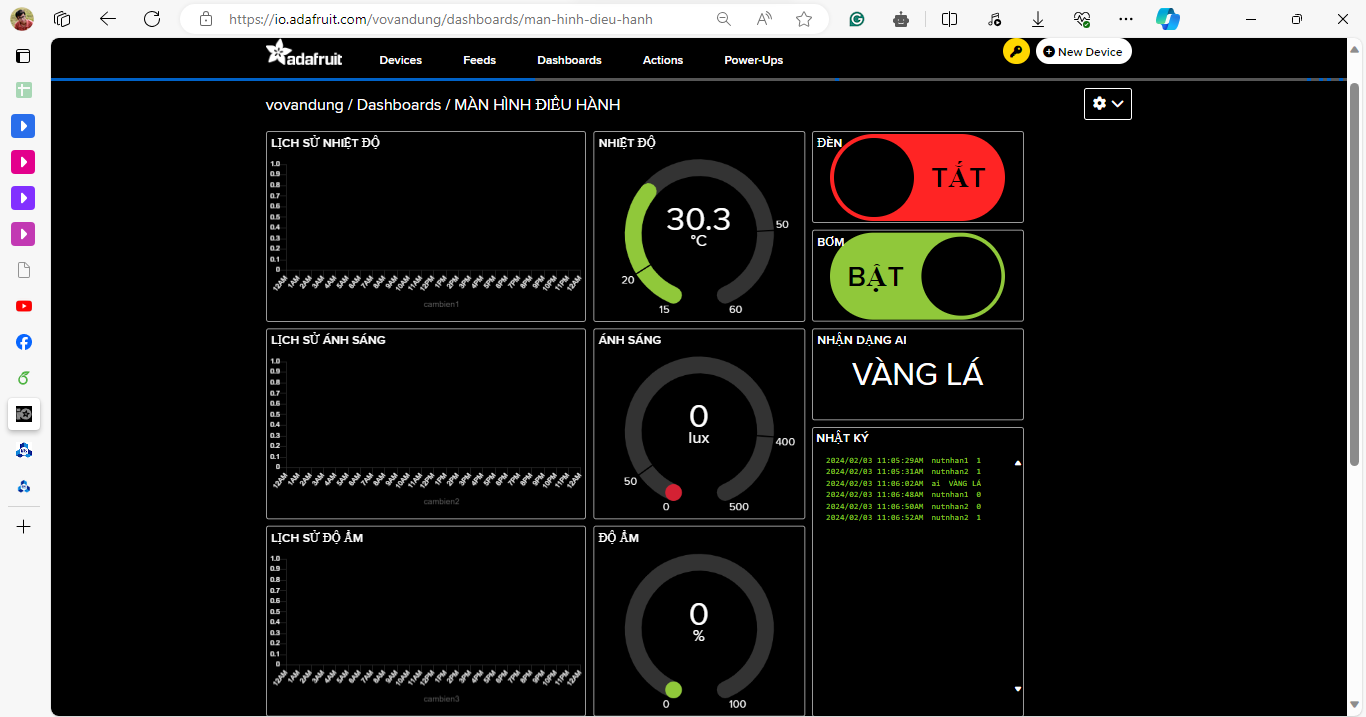 https://io.adafruit.com/vovandung/dashboards/man-hinh-dieu-hanh
adafruit
Devices
Feeds
Dashboards
Actions
Power-Ups
New Device
vovandung / Dashboards / MÀN HÌNH ĐIỀU HÀNH
LỊCH SỬ NHIỆT ĐỘ
1.0
0.9
0.8
0.7
0.6
0.5
0.4
0.3
0.2
0.1
0
12AM 1AM 2AM 3AM 4AM 5AM 6AM 7AM 8AM 9AM 10AM 11AM 12PM 1PM 2PM 3PM 4PM 5PM 6PM 7PM 8PM 9PM 10PM 11PM 12AM
cambien1
NHIỆT ĐỘ
30.3
°C
50
20
15
60
ĐÈN
TẮT
BƠM
BẬT
LỊCH SỬ ÁNH SÁNG
1.0
0.9
0.8
0.7
0.6
0.5
0.4
0.3
0.2
0.1
0
12AM 1AM 2AM 3AM 4AM 5AM 6AM 7AM 8AM 9AM 10AM 11AM 12PM 1PM 2PM 3PM 4PM 5PM 6PM 7PM 8PM 9PM 10PM 11PM 12AM
cambien2
ÁNH SÁNG
0
lux
400
50
0
500
NHẬN DẠNG AI
VÀNG LÁ
NHẬT KÝ
2024/02/03 11:05:29AM nutnhan1 1
2024/02/03 11:05:31AM nutnhan2 1
2024/02/03 11:06:02AM ai VÀNG LÁ
2024/02/03 11:06:48AM nutnhan1 0
2024/02/03 11:06:50AM nutnhan2 0
2024/02/03 11:06:52AM nutnhan2 1
LỊCH SỬ ĐỘ ẨM
1.0
0.9
0.8
0.7
0.6
0.5
0.4
0.3
0.2
0.1
0
12AM 1AM 2AM 3AM 4AM 5AM 6AM 7AM 8AM 9AM 10AM 11AM 12PM 1PM 2PM 3PM 4PM 5PM 6PM 7PM 8PM 9PM 10PM 11PM 12AM
cambien3
ĐỘ ẨM
0
%
0
100